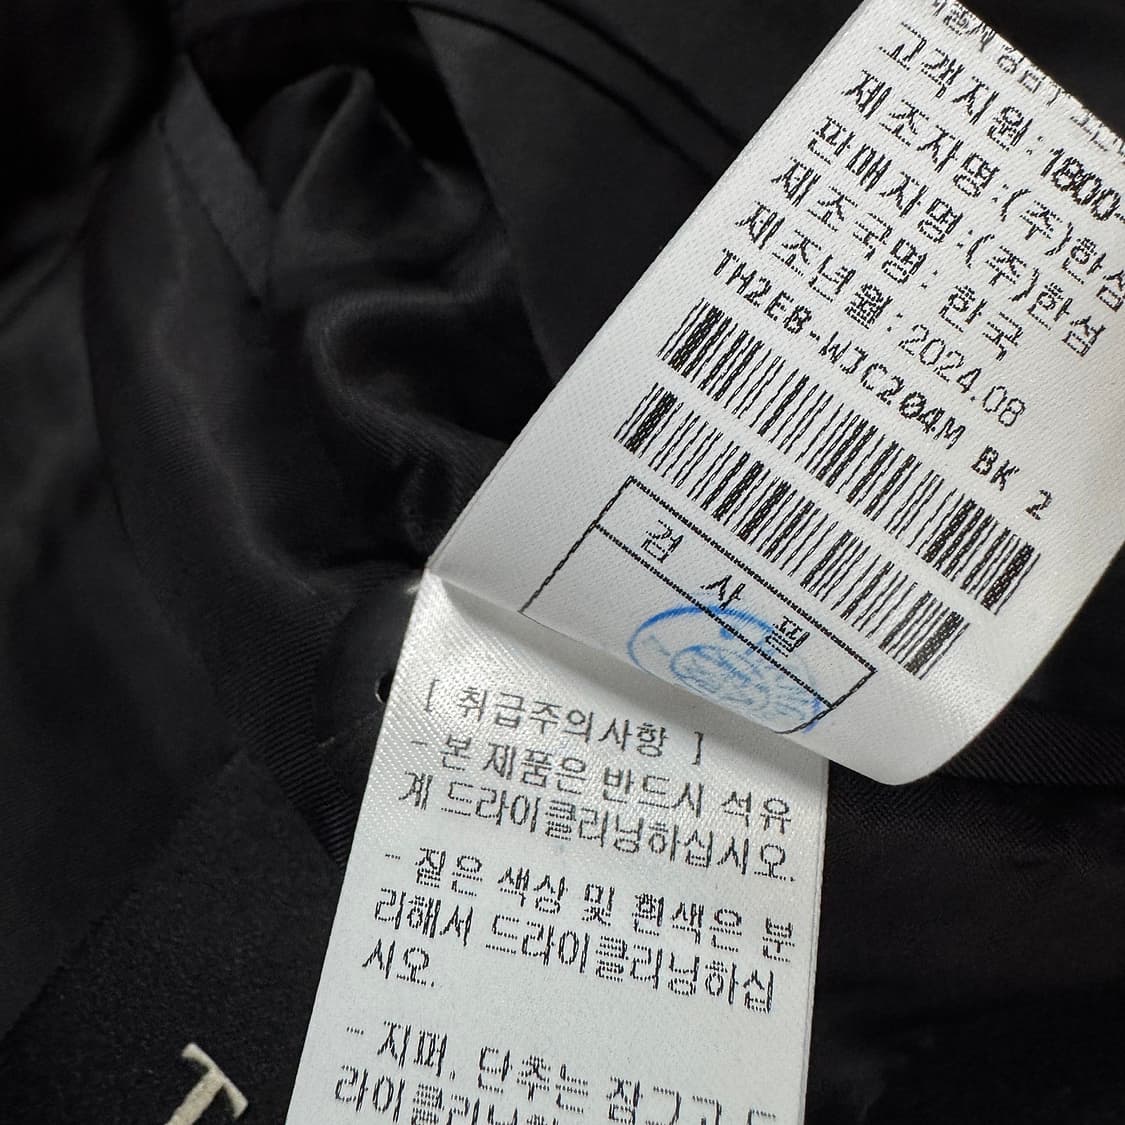 고객지원: 1800-
제조자명:(주)한섬
판매자명:(주)한섬
제조국명: 한국
제조년월: 2024.08
TH2E8-WJC204M BK 2
검 사 필
[ 취급주의사항 ]
- 본 제품은 반드시 석유
계 드라이클리닝하십시오.
- 짙은 색상 및 흰색은 분
리해서 드라이클리닝하십
시오.
- 지퍼, 단추는 잠그고 드
라이클리닝
T